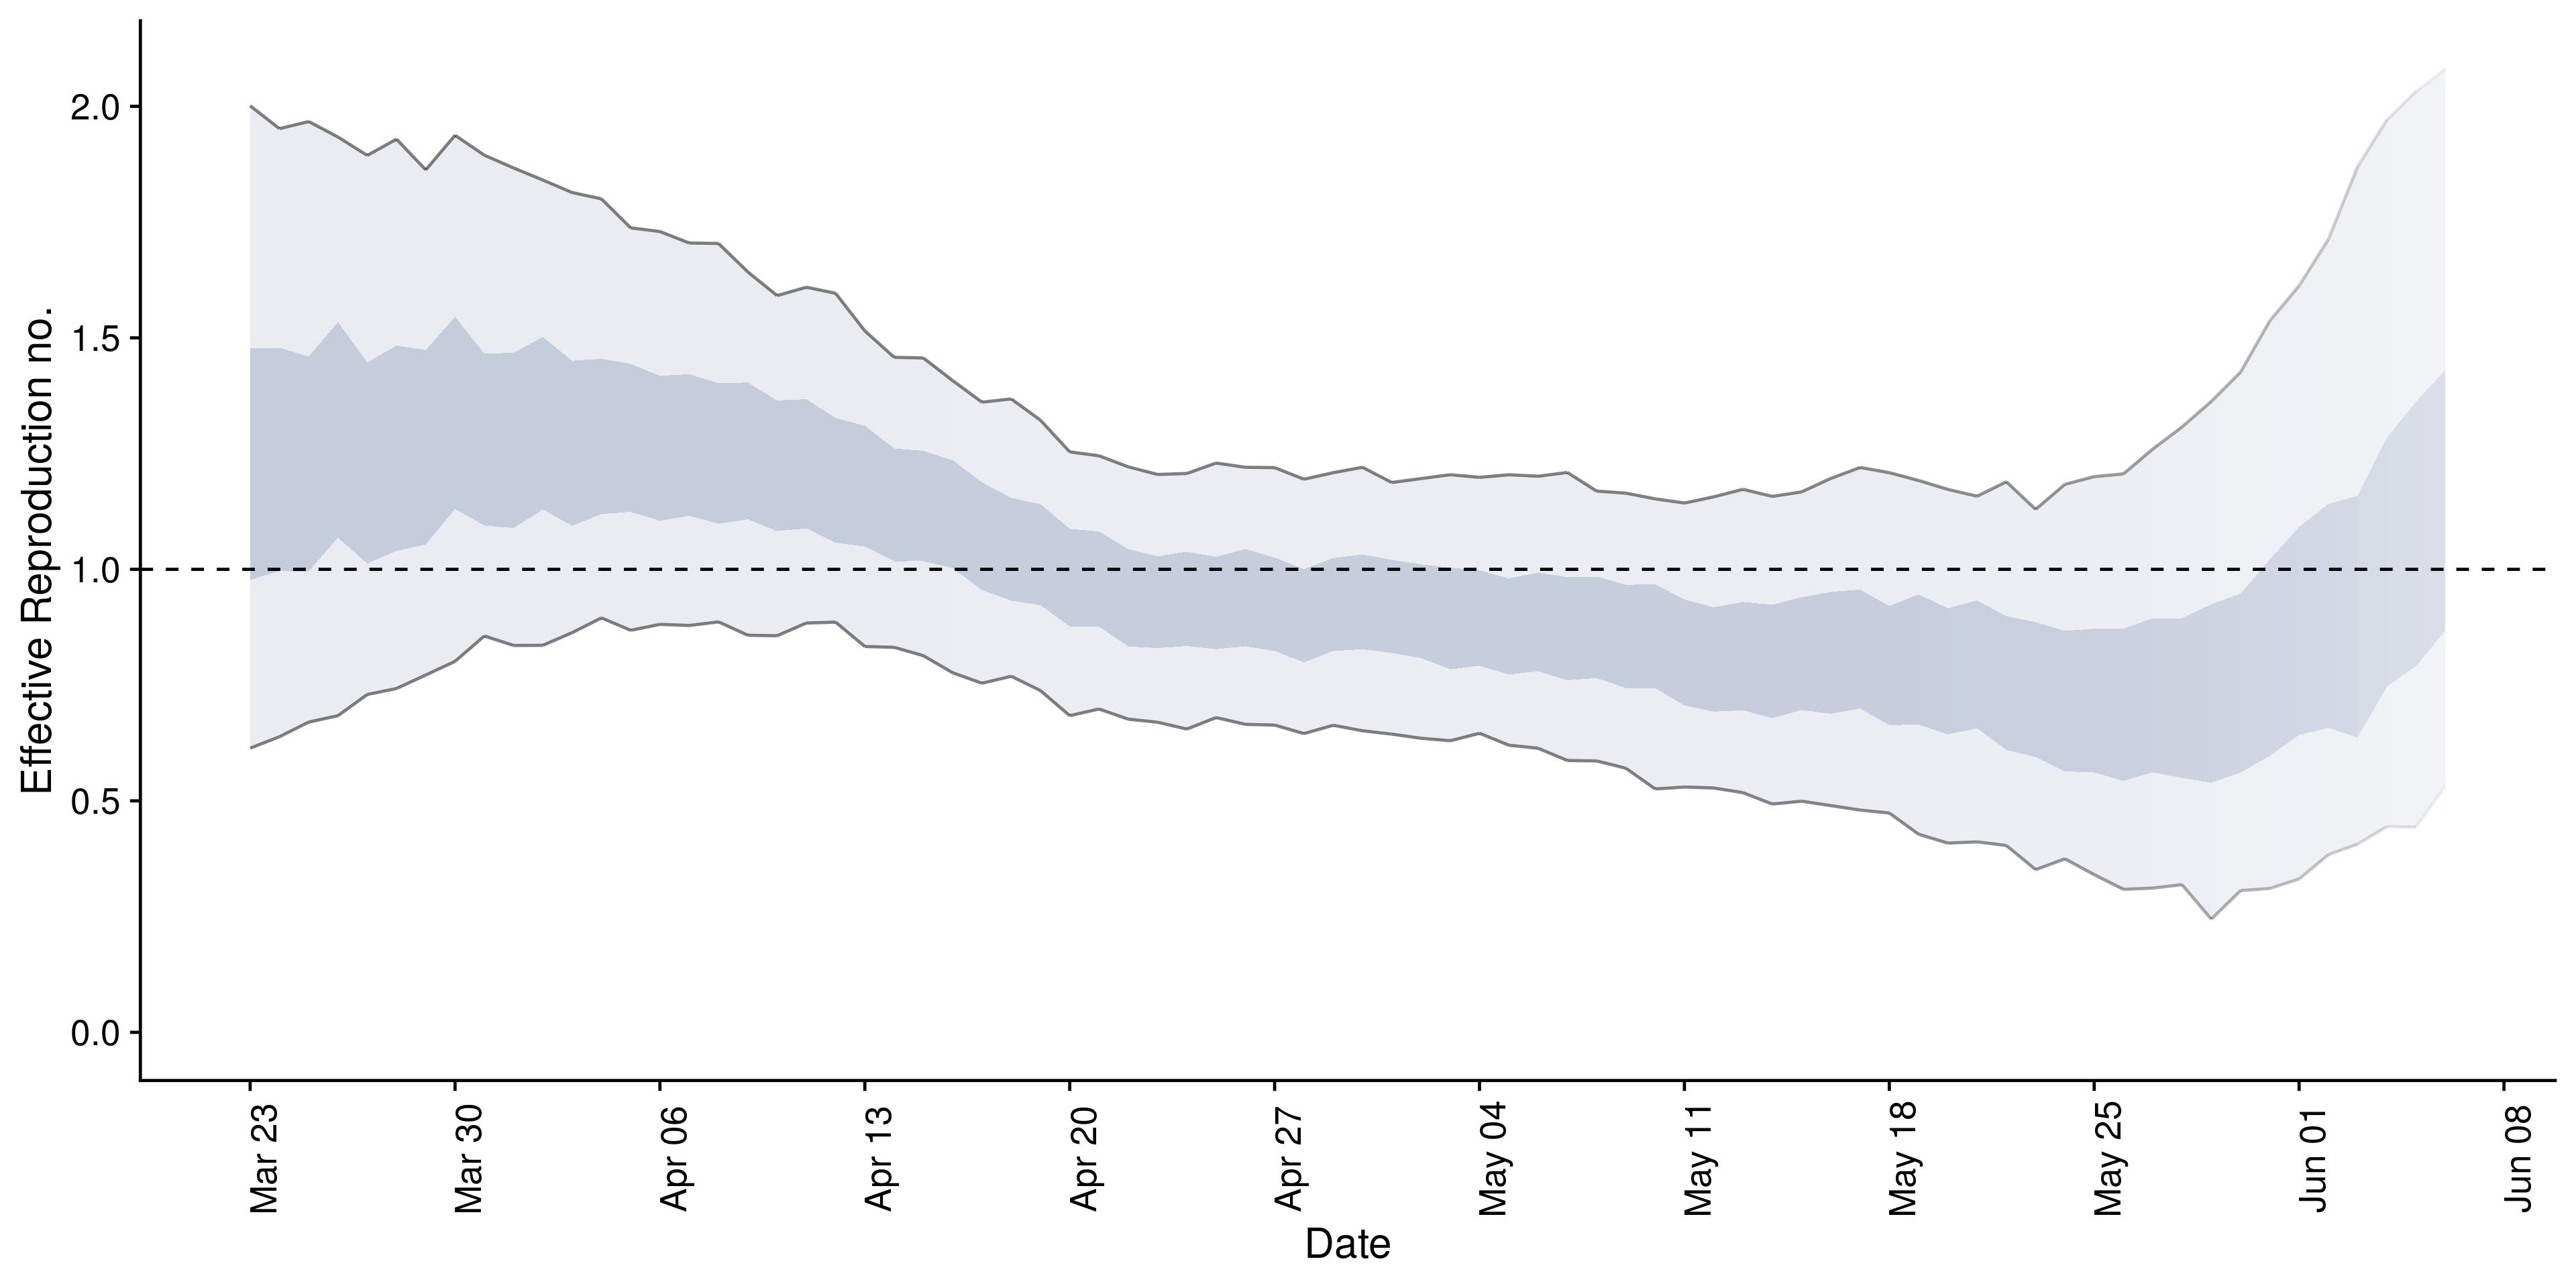 Effective Reproduction no.
2.0
1.5
1.0
0.5
0.0
Mar 23
Mar 30
Apr 06
Apr 13
Apr 20
Apr 27
May 04
May 11
May 18
May 25
Jun 01
Jun 08
Date